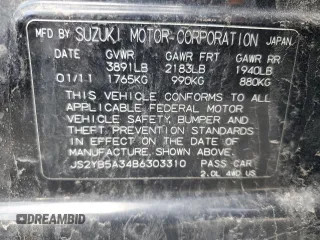 MFD BY SUZUKI MOTOR CORPORATION JAPAN.
DATE GVWR GAWR FRT GAWR RR
3891LB 2183LB 1940LB
01/11 1765KG 990KG 880KG
THIS VEHICLE CONFORMS TO ALL
APPLICABLE FEDERAL MOTOR
VEHICLE SAFETY, BUMPER AND
THEFT PREVENTION STANDARDS
IN EFFECT ON THE DATE OF
MANUFACTURE SHOWN ABOVE.
JS2YB5A34B6303310 PASS CAR
2.0L 4WD US
@DREAMBID